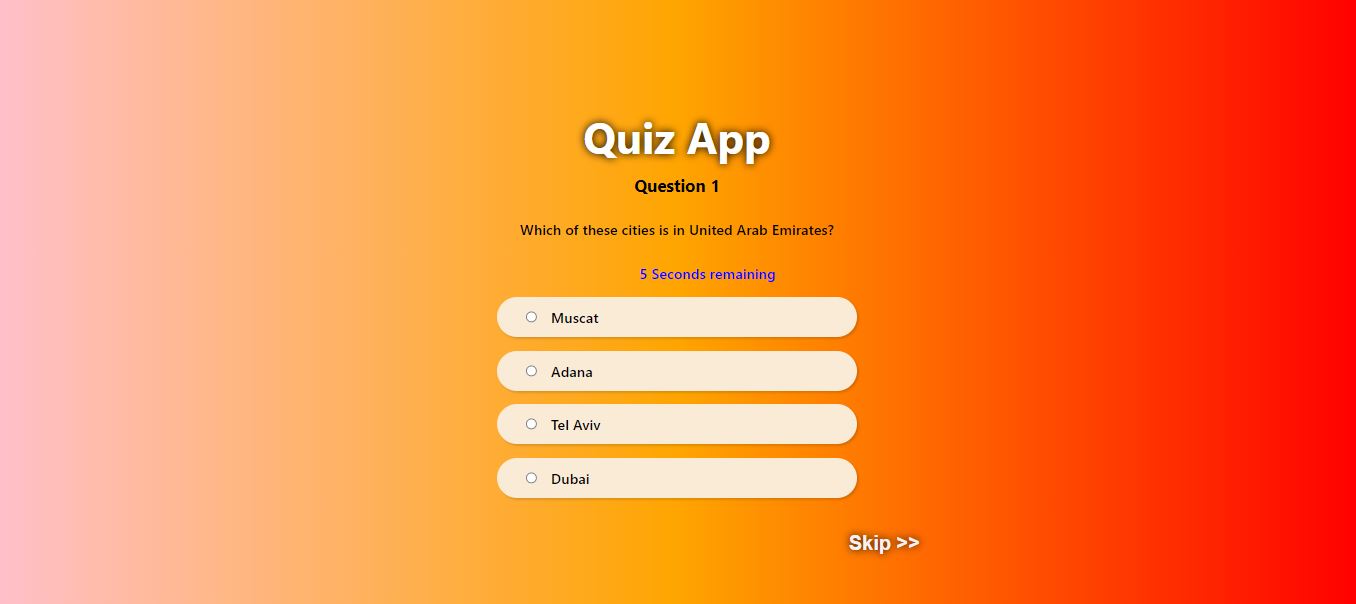 Quiz App
Question 1
Which of these cities is in United Arab Emirates?
5 Seconds remaining
Muscat
Adana
Tel Aviv
Dubai
Skip >>